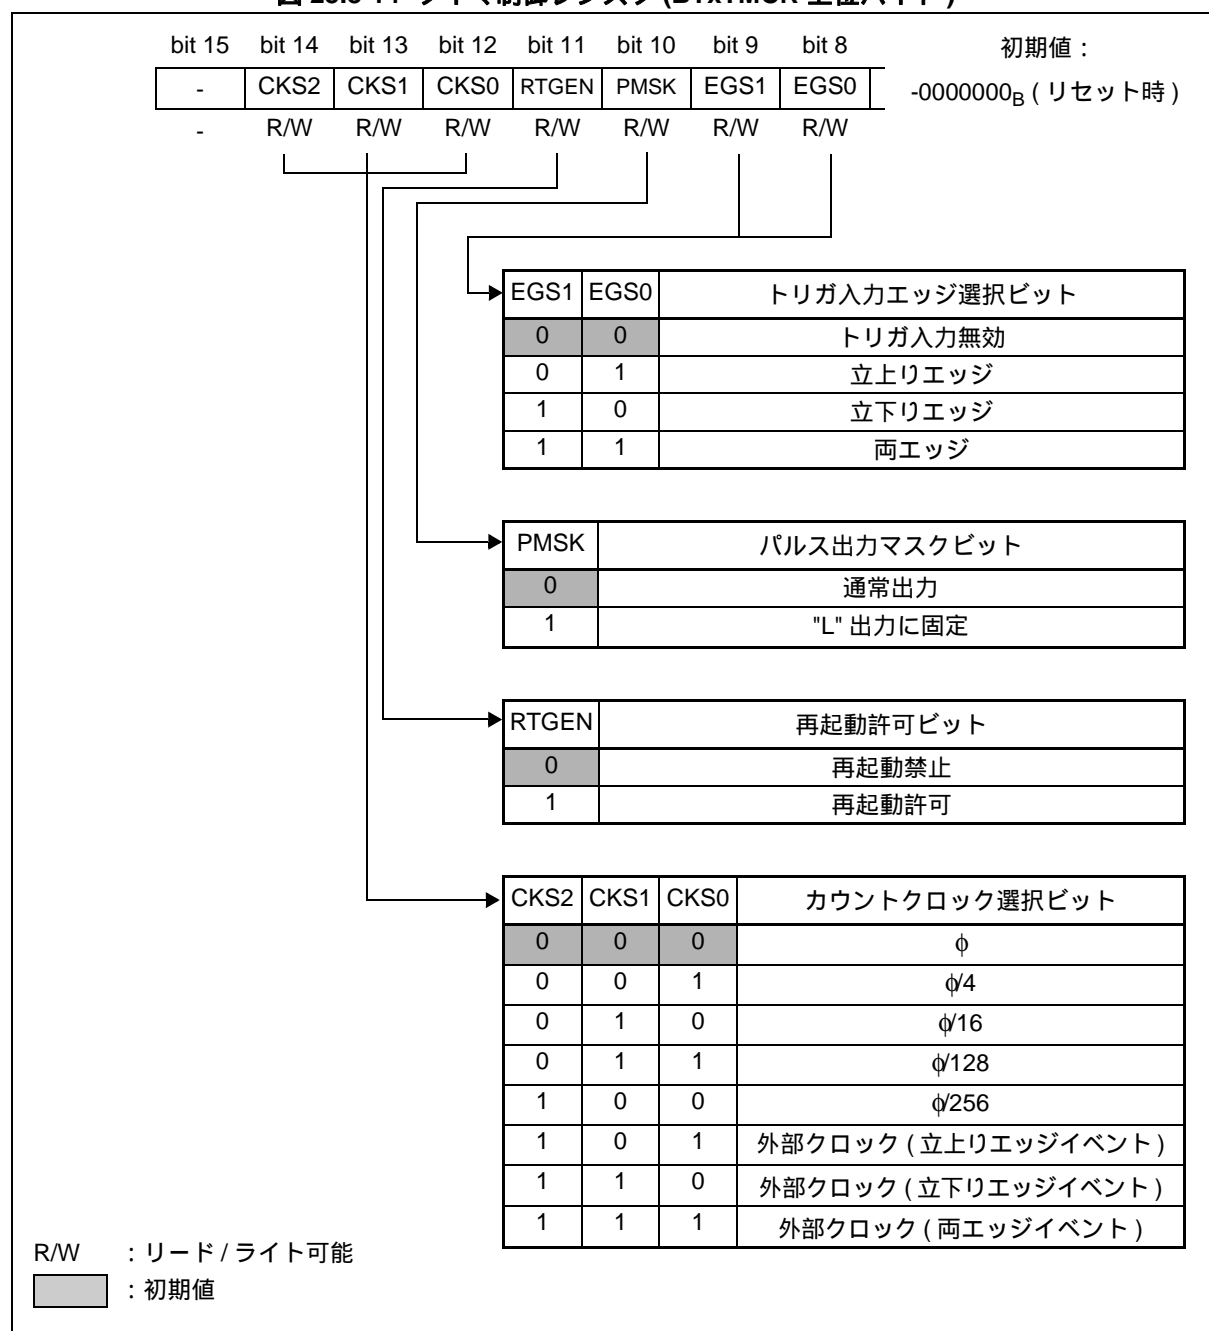 bit 15 bit 14 bit 13 bit 12 bit 11 bit 10 bit 9 bit 8 初期値：
- CKS2 CKS1 CKS0 RTGEN PMSK EGS1 EGS0 -0000000B ( リセット時 )
- R/W R/W R/W R/W R/W R/W R/W
EGS1 EGS0 トリガ入力エッジ選択ビット
0 0 トリガ入力無効
0 1 立上りエッジ
1 0 立下りエッジ
1 1 両エッジ
PMSK パルス出力マスクビット
0 通常出力
1 "L" 出力に固定
RTGEN 再起動許可ビット
0 再起動禁止
1 再起動許可
CKS2 CKS1 CKS0 カウントクロック選択ビット
0 0 0 φ
0 0 1 φ/4
0 1 0 φ/16
0 1 1 φ/128
1 0 0 φ/256
1 0 1 外部クロック ( 立上りエッジイベント )
1 1 0 外部クロック ( 立下りエッジイベント )
1 1 1 外部クロック ( 両エッジイベント )
R/W ：リード / ライト可能
：初期値